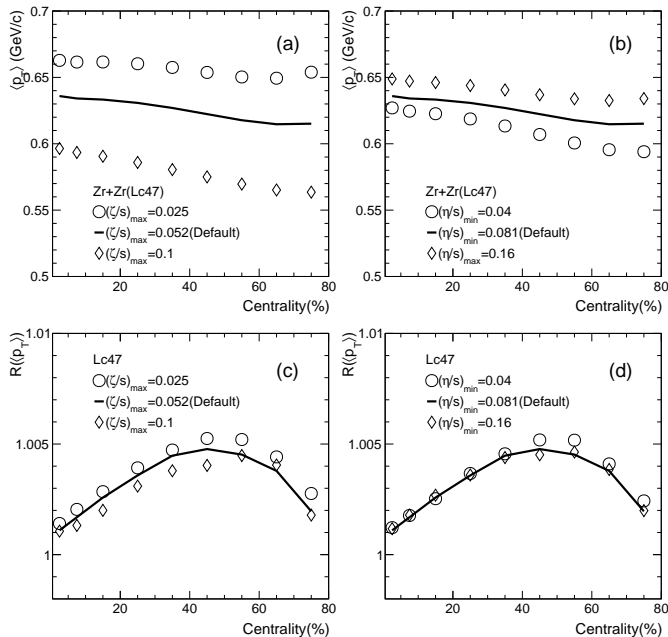 0.7
0.65
0.6
0.55
0.5
⟨p_T⟩ (GeV/c)
(a)
Zr+Zr(Lc47)
(ζ/s)_max=0.025
(ζ/s)_max=0.052(Default)
(ζ/s)_max=0.1
0 20 40 60 80
Centrality(%)
0.7
0.65
0.6
0.55
0.5
⟨p_T⟩ (GeV/c)
(b)
Zr+Zr(Lc47)
(η/s)_min=0.04
(η/s)_min=0.081(Default)
(η/s)_max=0.16
20 40 60 80
Centrality(%)
1.01
1.005
1
R(⟨p_T⟩)
(c)
Lc47
(ζ/s)_max=0.025
(ζ/s)_max=0.052(Default)
(ζ/s)_max=0.1
0 20 40 60 80
Centrality(%)
1.01
1.005
1
R(⟨p_T⟩)
(d)
Lc47
(η/s)_min=0.04
(η/s)_min=0.081(Default)
(η/s)_min=0.16
20 40 60 80
Centrality(%)